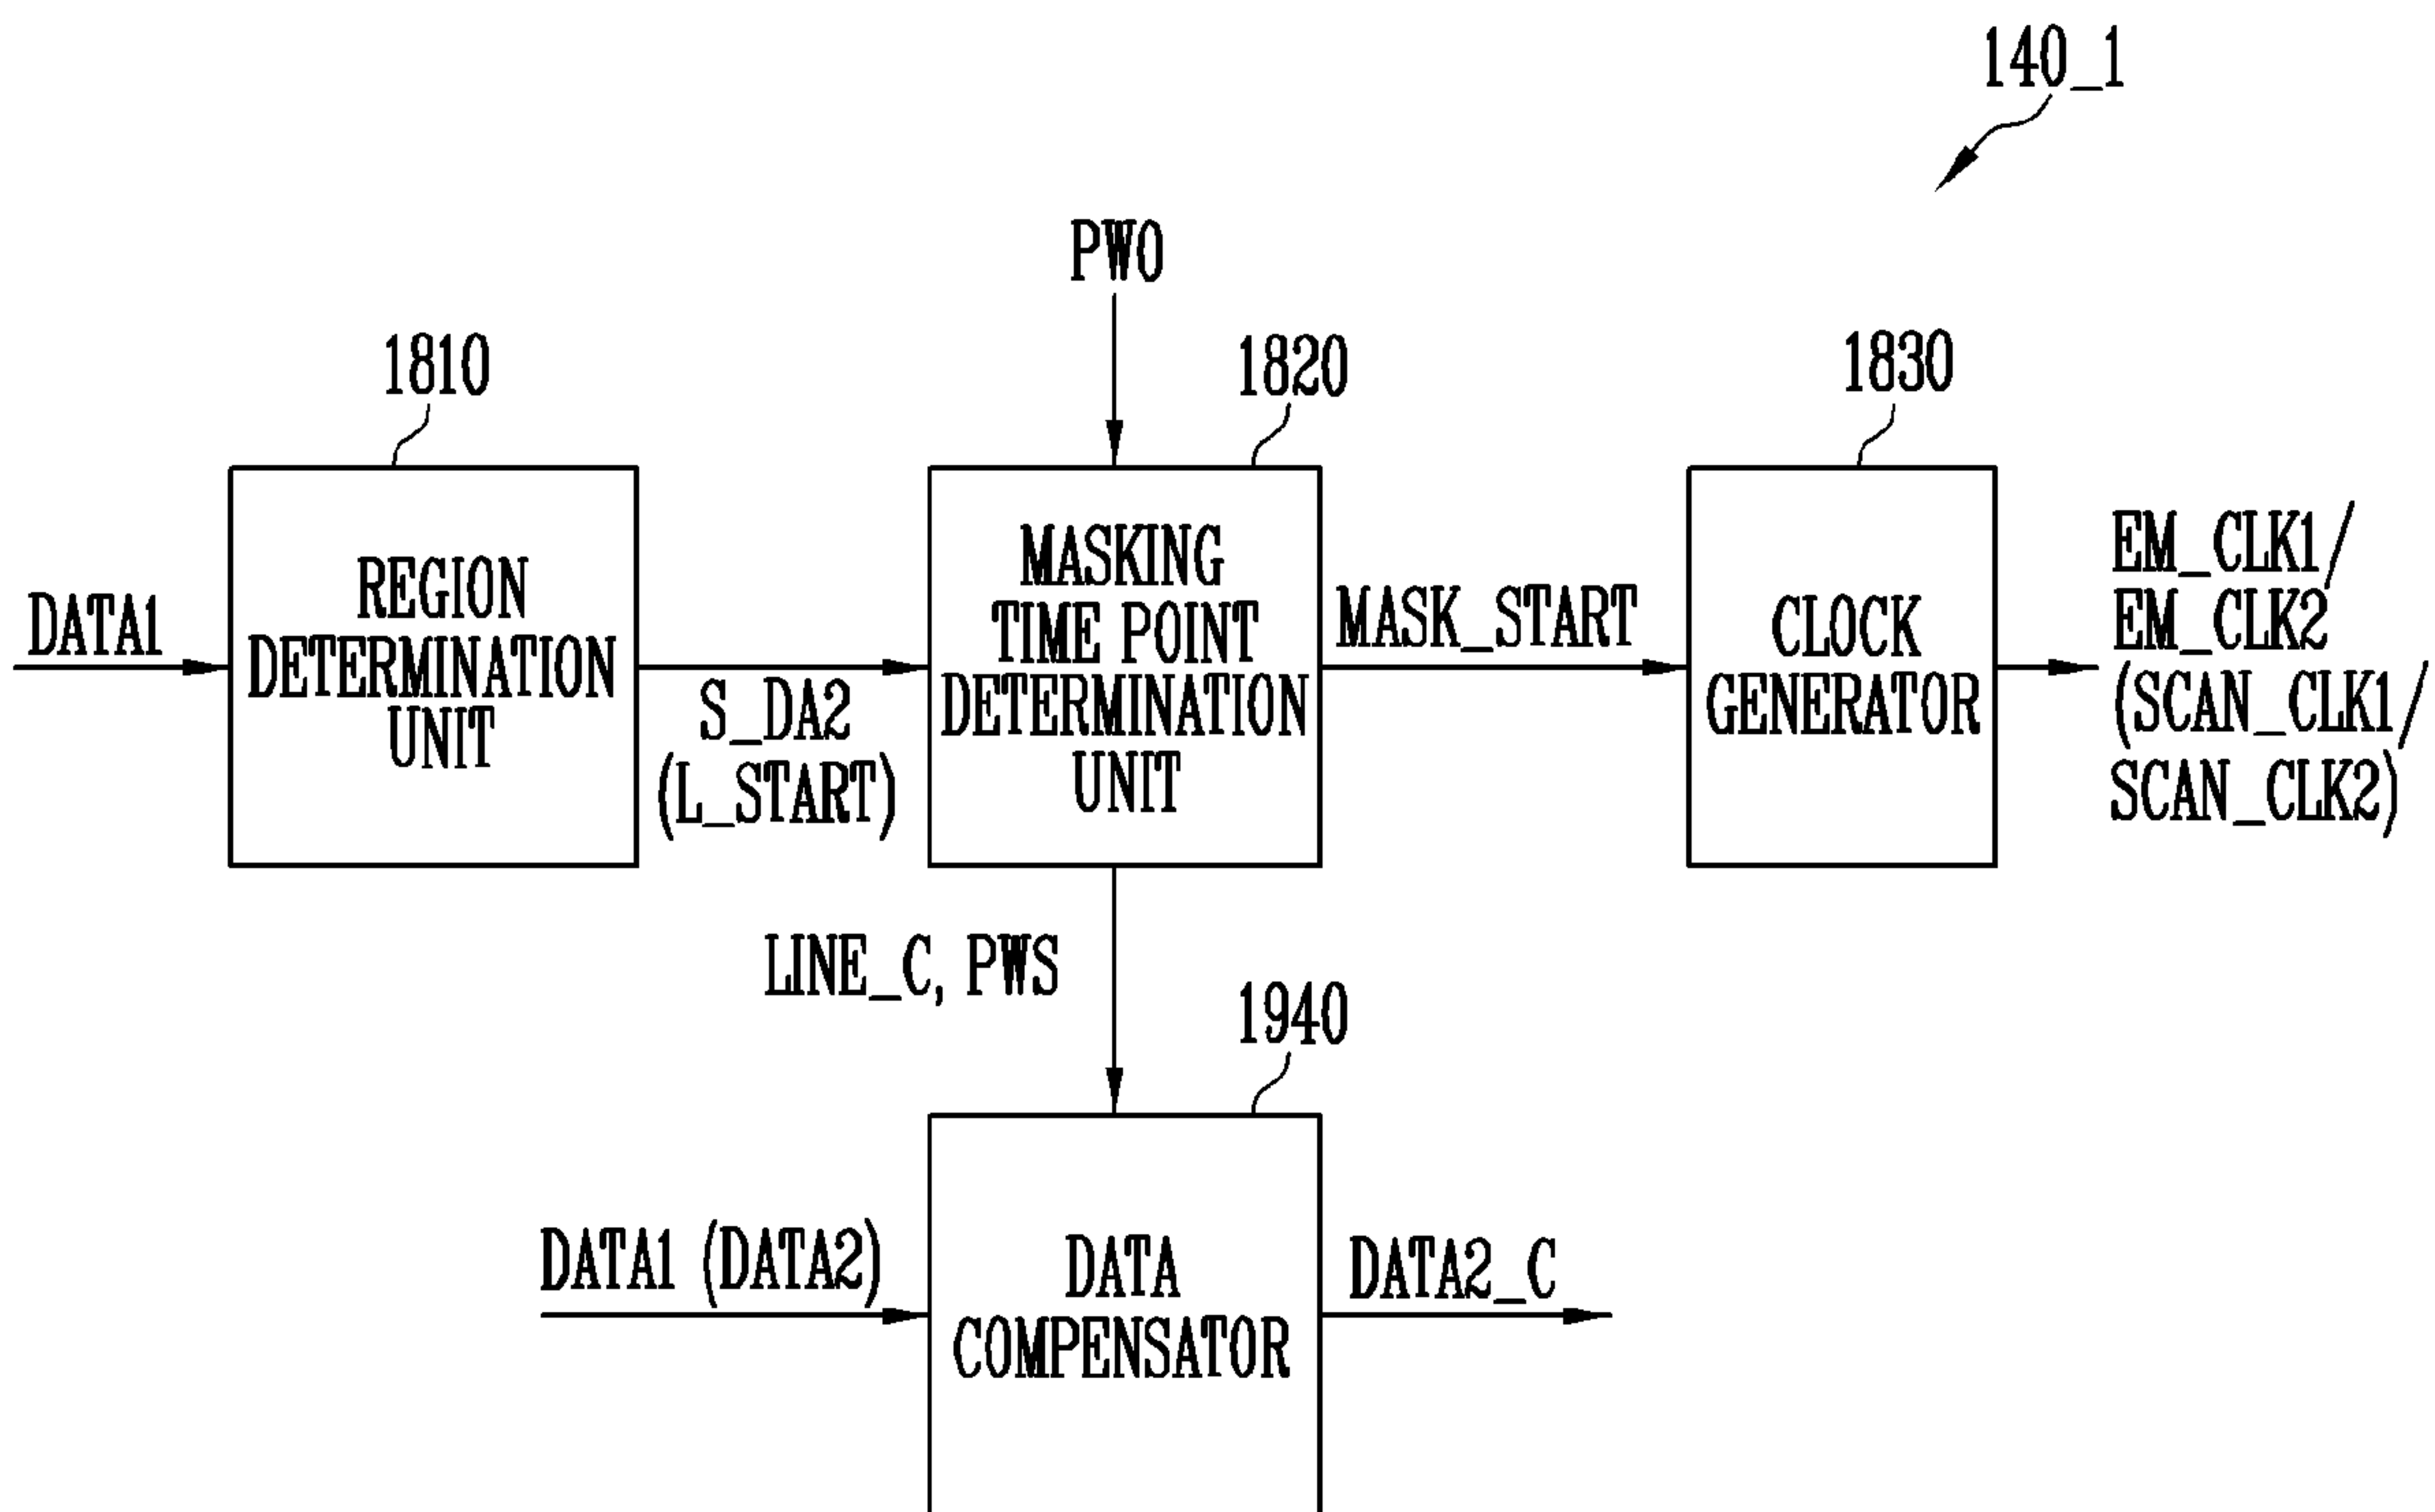 140_1
PWO
1810
1820
1830
DATA1
REGION
DETERMINATION
UNIT
S_DA2
(L_START)
MASKING
TIME POINT
DETERMINATION
UNIT
MASK_START
CLOCK
GENERATOR
EM_CLK1/
EM_CLK2
(SCAN_CLK1/
SCAN_CLK2)
LINE_C, PWS
1940
DATA1 (DATA2)
DATA
COMPENSATOR
DATA2_C